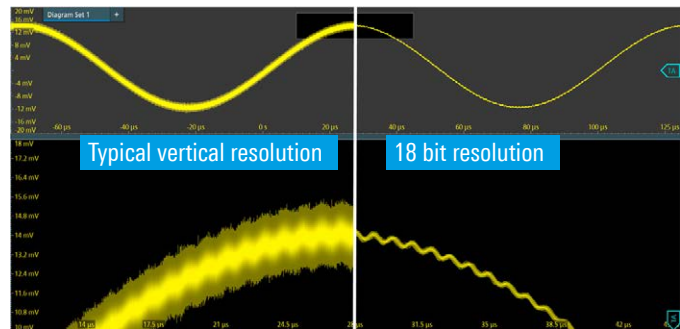 20 mV
Diagram Set 1 +
16 mV
-12 mV
8 mV
4 mV
-4 mV
-8 mV
-12 mV
-16 mV
-20 mV
-60 µs -40 µs -20 µs 0 s 20 µs 40 µs 60 µs 80 µs 100 µs 125 µs
Typical vertical resolution 18 bit resolution
18 mV
-17.2 mV
-16.4 mV
-15.6 mV
-14.8 mV
-14 mV
-13.2 mV
-12.4 mV
-11.6 mV
-10.8 mV
10 mV
14 µs 17.5 µs 21 µs 24.5 µs 28 31.5 µs 35 µs 38.5 µs 42 µs